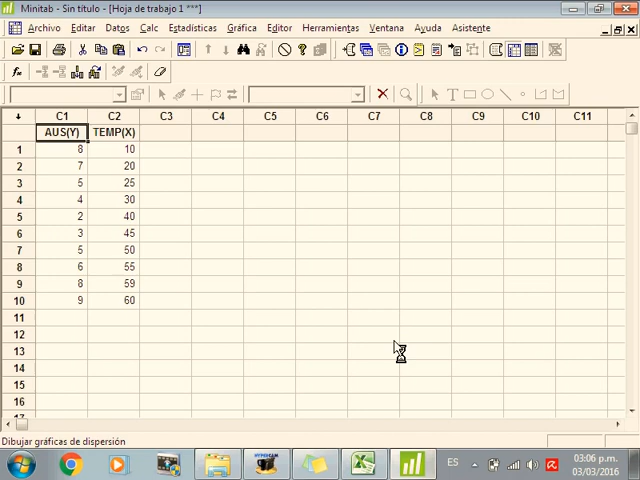 Minitab - Sin título - [Hoja de trabajo 1 ***]
Archivo Editar Datos Calc Estadísticas Gráfica Editor Herramientas Ventana Asistente
C1 C2 C3 C4 C5 C6 C7 C8 C9 C10 C11
AUS(Y) TEMP(X)
1 8 10
2 7 20
3 5 25
4 4 30
5 2 40
6 3 45
7 5 50
8 6 55
9 8 59
10 9 60
11
12
13
14
15
16
17
Dibujar gráficas de dispersión
HYPERCAM
ES
03:06 p.m.
03/03/2016